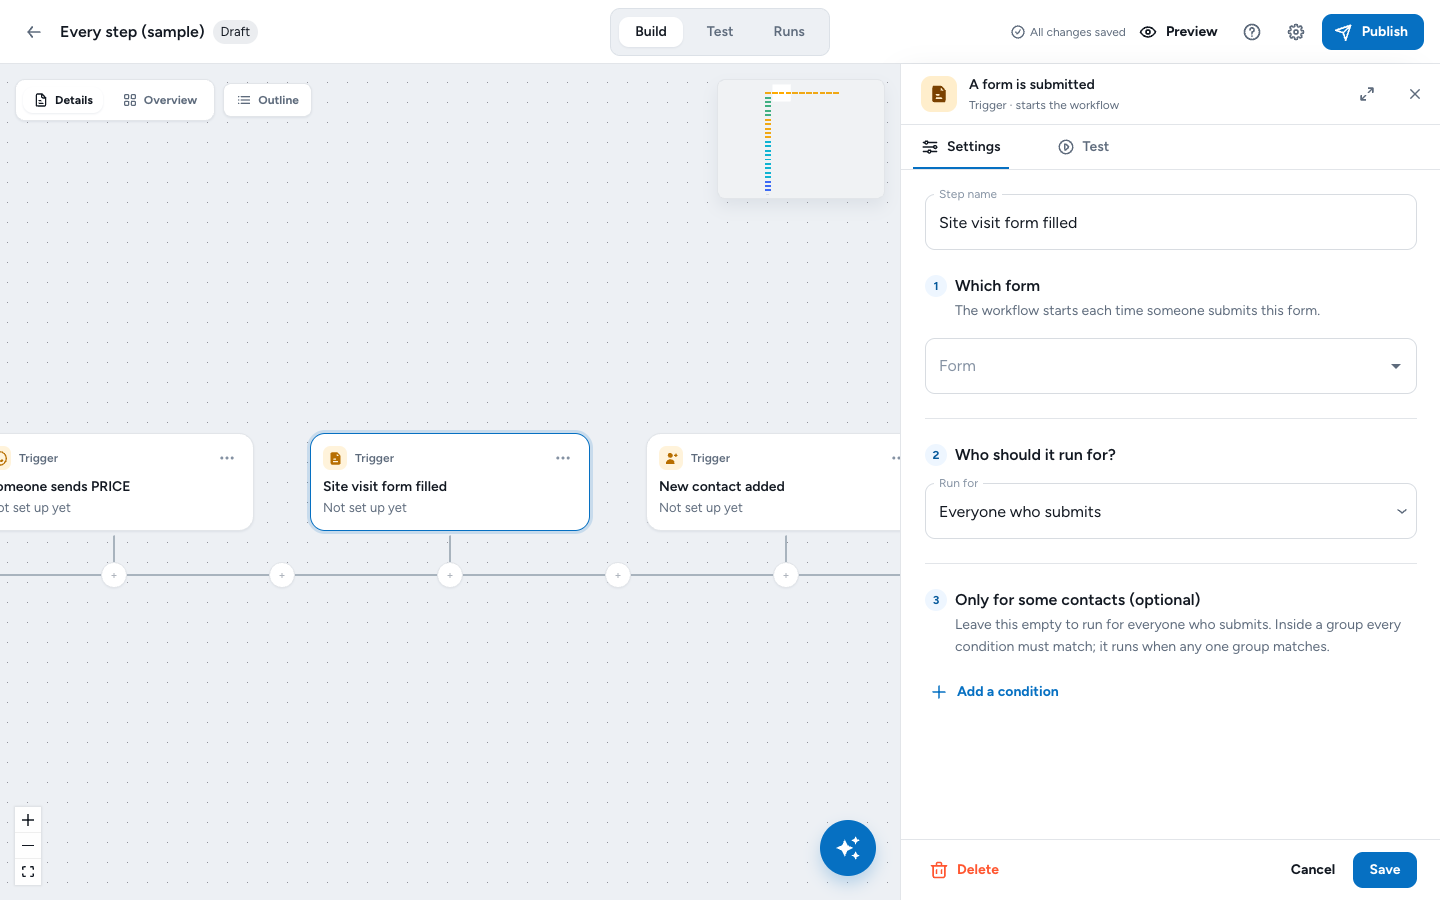 Every step (sample)
Draft
Build
Test
Runs
All changes saved
Preview
Publish
Details
Overview
Outline
A form is submitted
Trigger · starts the workflow
Settings
Test
Step name
Site visit form filled
1
Which form
The workflow starts each time someone submits this form.
Form
2
Who should it run for?
Run for
Everyone who submits
3
Only for some contacts (optional)
Leave this empty to run for everyone who submits. Inside a group every
condition must match; it runs when any one group matches.
Add a condition
Trigger
omeone sends PRICE
ot set up yet
Trigger
Site visit form filled
Not set up yet
Trigger
New contact added
Not set up yet
Delete
Cancel
Save